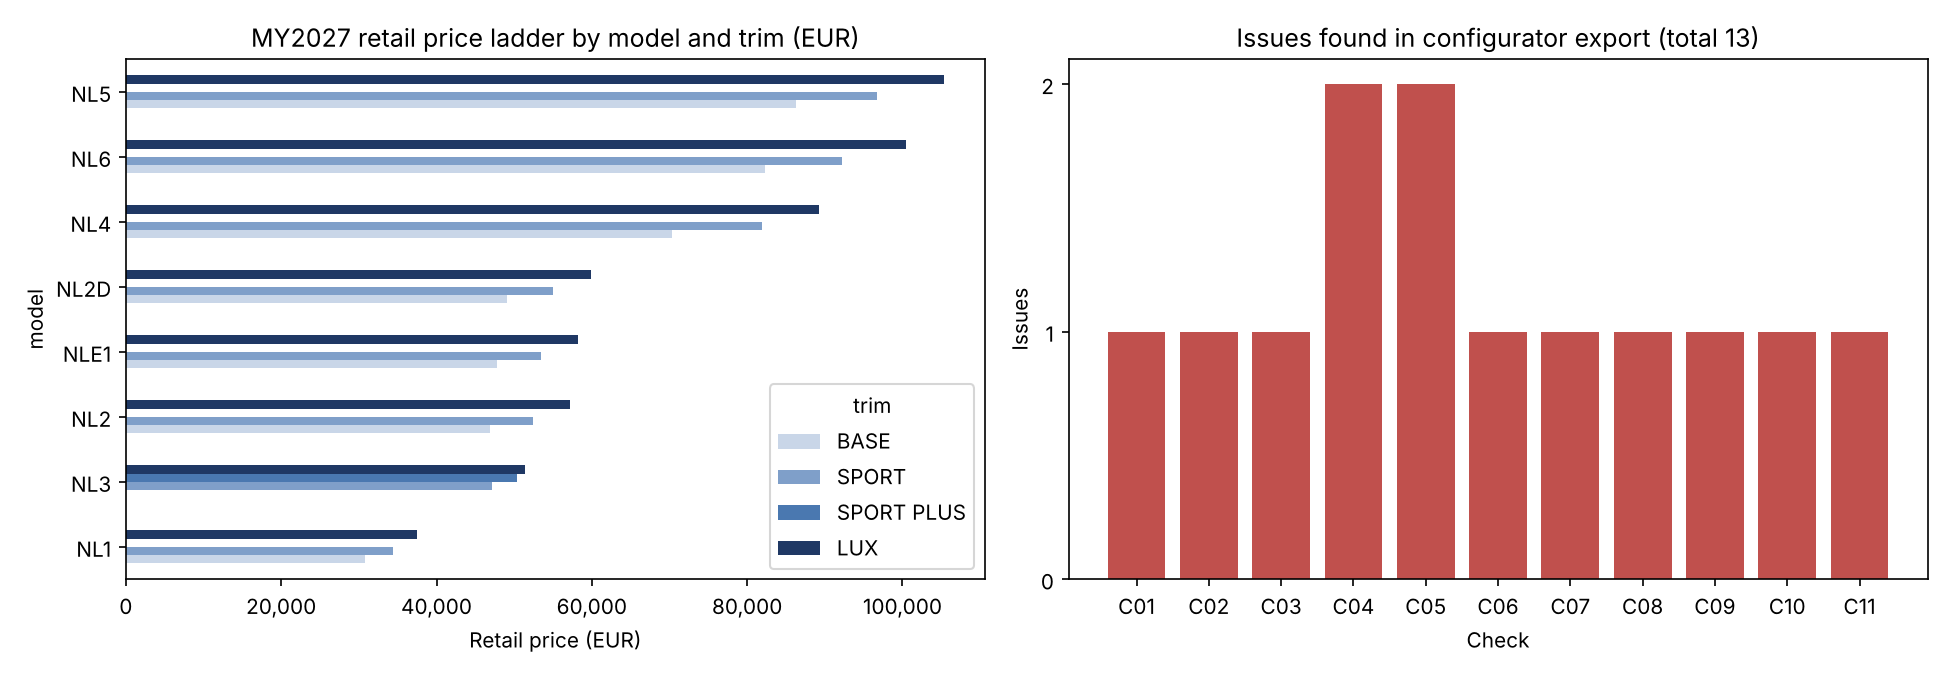 MY2027 retail price ladder by model and trim (EUR)
model
NL5
NL6
NL4
NL2D
NLE1
NL2
NL3
NL1
0 20,000 40,000 60,000 80,000 100,000
Retail price (EUR)
trim
BASE
SPORT
SPORT PLUS
LUX
Issues found in configurator export (total 13)
Issues
2
1
0
C01 C02 C03 C04 C05 C06 C07 C08 C09 C10 C11
Check